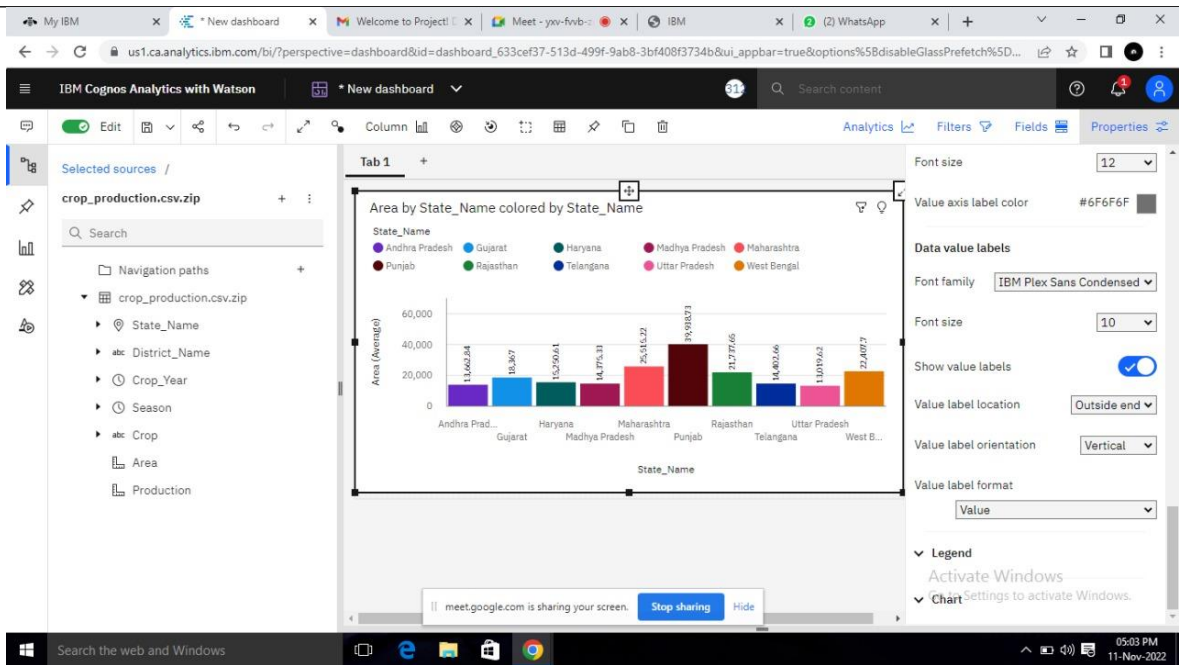 My IBM
* New dashboard
Welcome to Project!
Meet - yxv-fvvb-z
IBM
(2) WhatsApp
us1.ca.analytics.ibm.com/bi/?perspective=dashboard&id=dashboard_633cef37-513d-499f-9ab8-3bf408f3734b&ui_appbar=true&options%5BdisableGlassPrefetch%5D...
IBM Cognos Analytics with Watson
* New dashboard
Search content
Edit
Column
Analytics
Filters
Fields
Properties
Selected sources /
crop_production.csv.zip
Search
Navigation paths
crop_production.csv.zip
State_Name
abc District_Name
Crop_Year
Season
abc Crop
Area
Production
Tab 1 +
Area by State_Name colored by State_Name
State_Name
Andhra Pradesh Gujarat Haryana Madhya Pradesh Maharashtra
Punjab Rajasthan Telangana Uttar Pradesh West Bengal
Area (Average)
60,000
40,000
20,000
0
13,662.84
18,367
15,250.61
14,375.33
25,515.22
39,938.73
21,737.65
14,402.66
13,019.62
22,407.7
Andhra Prad... Haryana Maharashtra Rajasthan Uttar Pradesh
Gujarat Madhya Pradesh Punjab Telangana West B...
State_Name
Font size 12
Value axis label color #6F6F6F
Data value labels
Font family IBM Plex Sans Condensed
Font size 10
Show value labels
Value label location Outside end
Value label orientation Vertical
Value label format
Value
Legend
Activate Windows
Chart
Settings to activate Windows.
meet.google.com is sharing your screen. Stop sharing Hide
Search the web and Windows
05:03 PM
11-Nov-2022